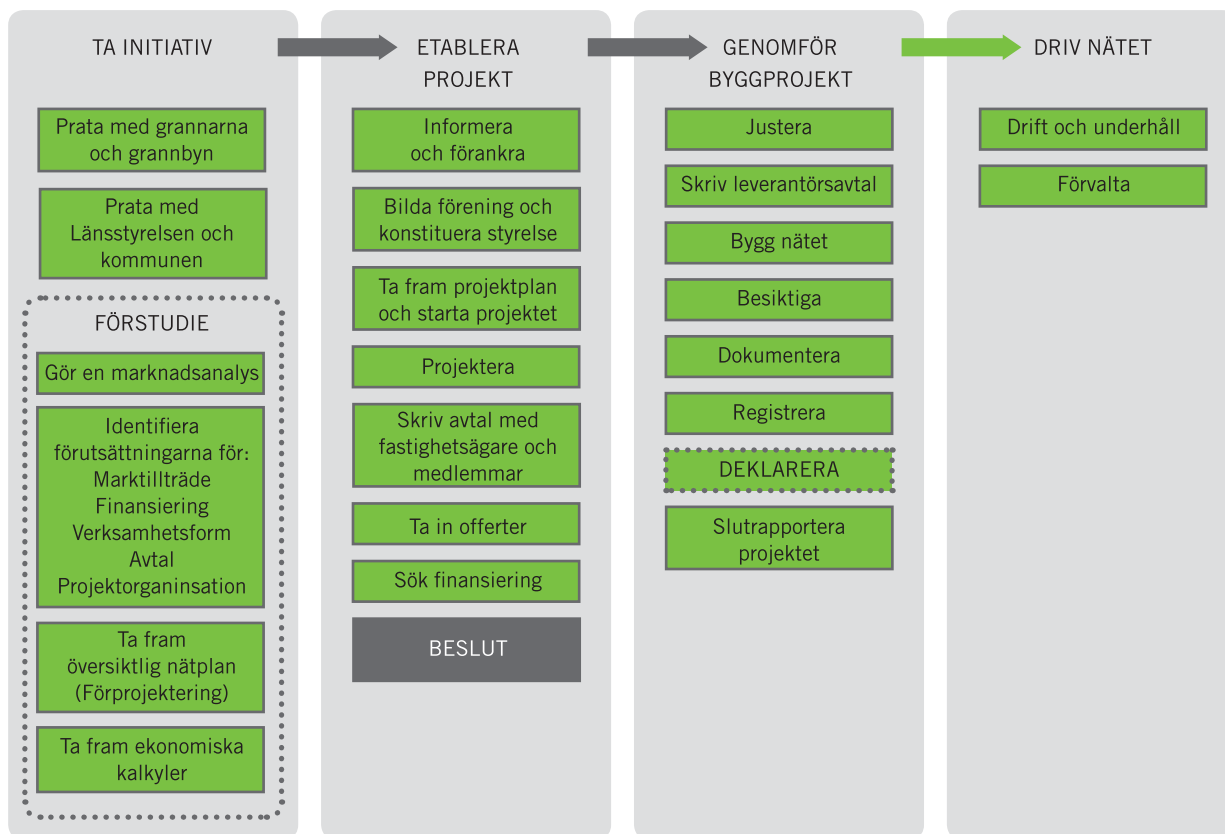 TA INITIATIV
Prata med grannarna
och grannbyn
Prata med
Länsstyrelsen och
kommunen
FÖRSTUDIE
Gör en marknadsanalys
Identifiera
förutsättningarna för:
Marktillträde
Finansiering
Verksamhetsform
Avtal
Projektorganinsation
Ta fram
översiktlig nätplan
(Förprojektering)
Ta fram ekonomiska
kalkyler
ETABLERA
PROJEKT
Informera
och förankra
Bilda förening och
konstituera styrelse
Ta fram projektplan
och starta projektet
Projektera
Skriv avtal med
fastighetsägare och
medlemmar
Ta in offerter
Sök finansiering
BESLUT
GENOMFÖR
BYGGPROJEKT
Justera
Skriv leverantörsavtal
Bygg nätet
Besiktiga
Dokumentera
Registrera
DEKLARERA
Slutrapportera
projektet
DRIV NÄTET
Drift och underhåll
Förvalta